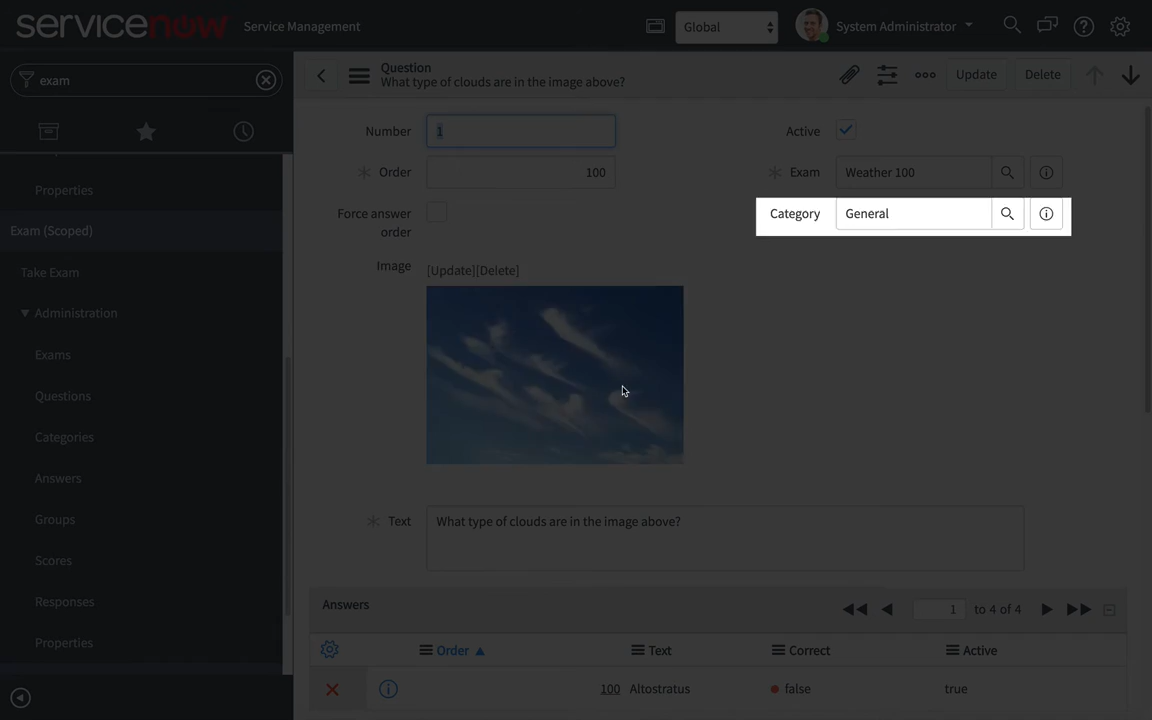 servicenow Service Management
Global
System Administrator
exam
Properties
Exam (Scoped)
Take Exam
Administration
Exams
Questions
Categories
Answers
Groups
Scores
Responses
Properties
Question
What type of clouds are in the image above?
Update
Delete
Number 1
Active
Order 100
Exam Weather 100
Force answer
order
Category General
Image
[Update][Delete]
Text What type of clouds are in the image above?
Answers
1 to 4 of 4
Order Text Correct Active
100 Altostratus false true